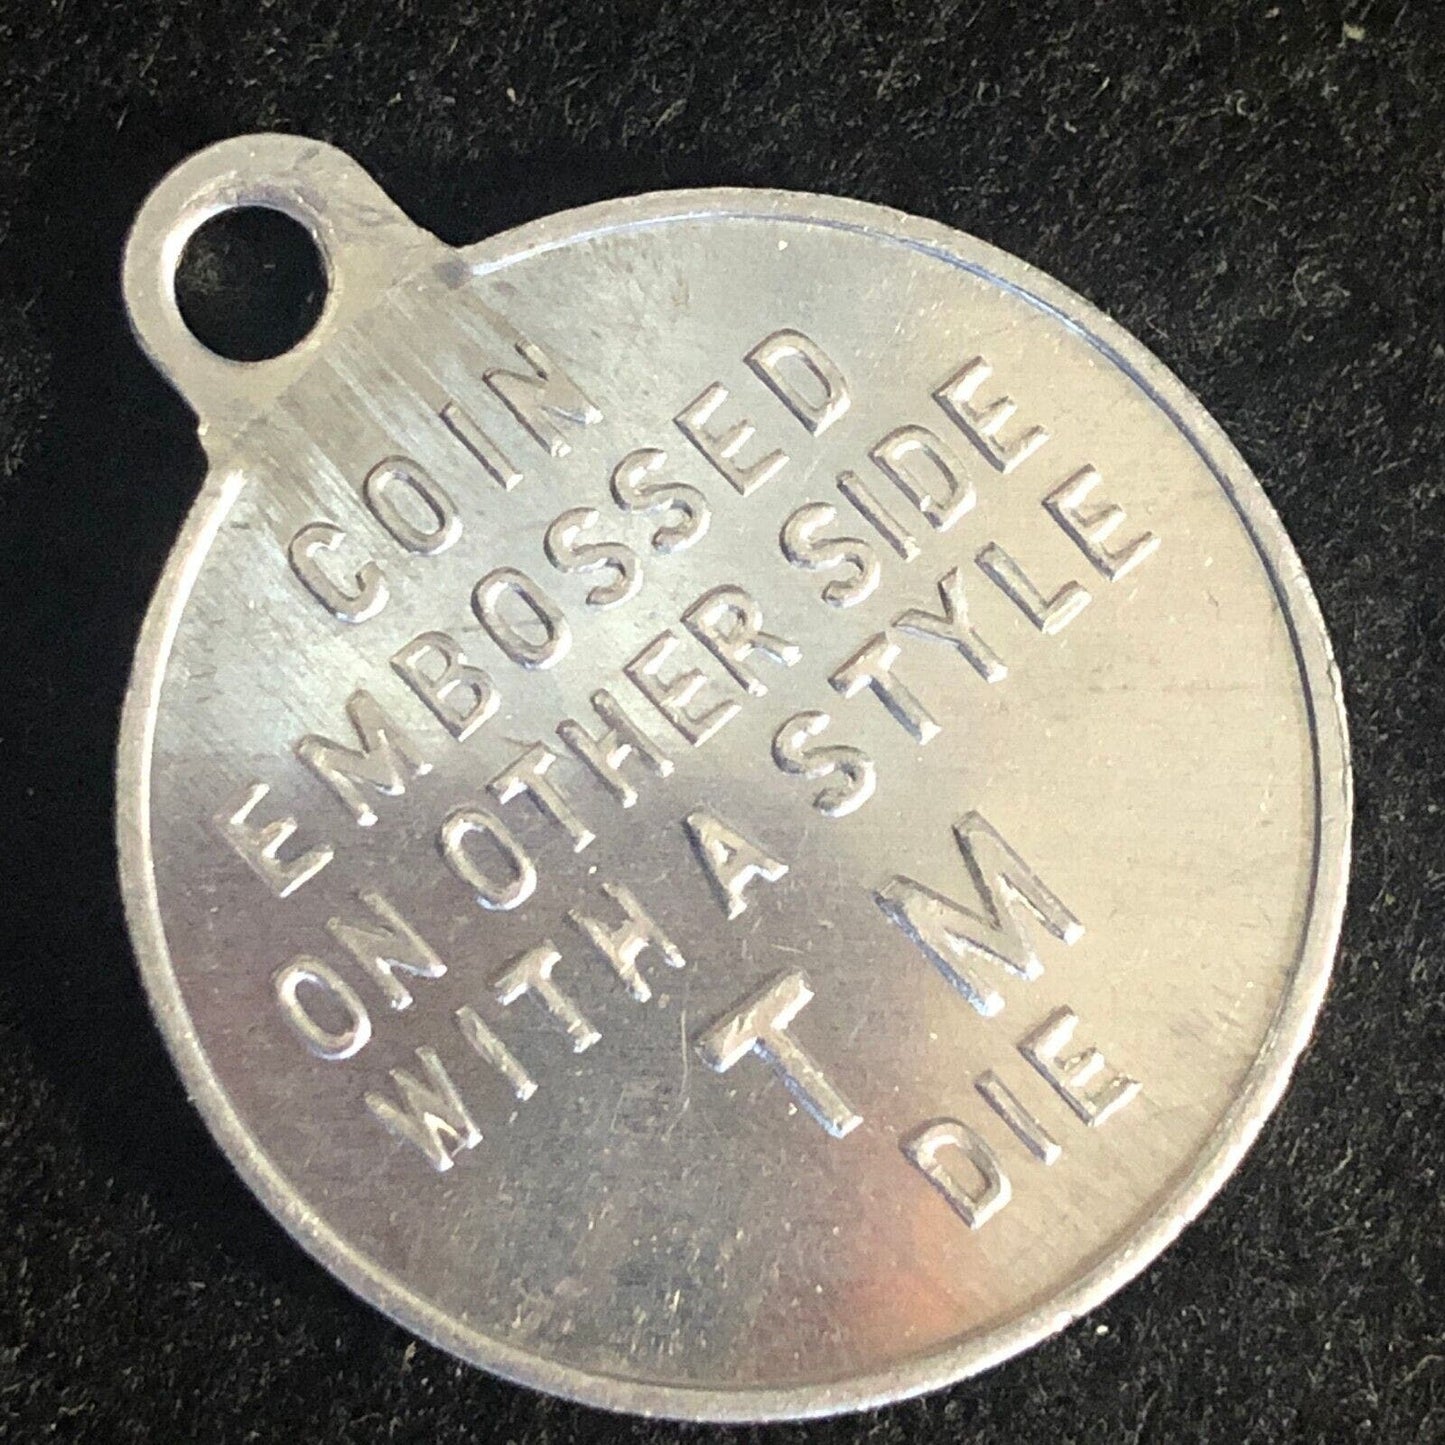 COIN
EMBOSSED
ON OTHER SIDE
WITH A STYLE
T M
DIE